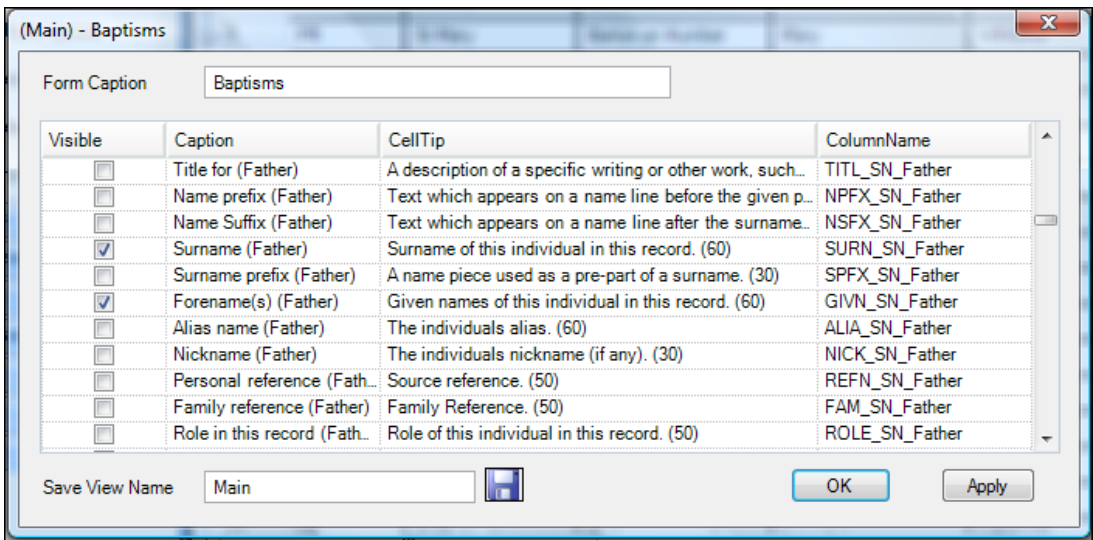 (Main) - Baptisms
Form Caption Baptisms
Visible Caption CellTip ColumnName
Title for (Father) A description of a specific writing or other work, such... TITL_SN_Father
Name prefix (Father) Text which appears on a name line before the given p... NPFX_SN_Father
Name Suffix (Father) Text which appears on a name line after the surname... NSFX_SN_Father
Surname (Father) Surname of this individual in this record. (60) SURN_SN_Father
Surname prefix (Father) A name piece used as a pre-part of a surname. (30) SPFX_SN_Father
Forename(s) (Father) Given names of this individual in this record. (60) GIVN_SN_Father
Alias name (Father) The individuals alias. (60) ALIA_SN_Father
Nickname (Father) The individuals nickname (if any). (30) NICK_SN_Father
Personal reference (Fath... Source reference. (50) REFN_SN_Father
Family reference (Father) Family Reference. (50) FAM_SN_Father
Role in this record (Fath... Role of this individual in this record. (50) ROLE_SN_Father
Save View Name Main OK Apply